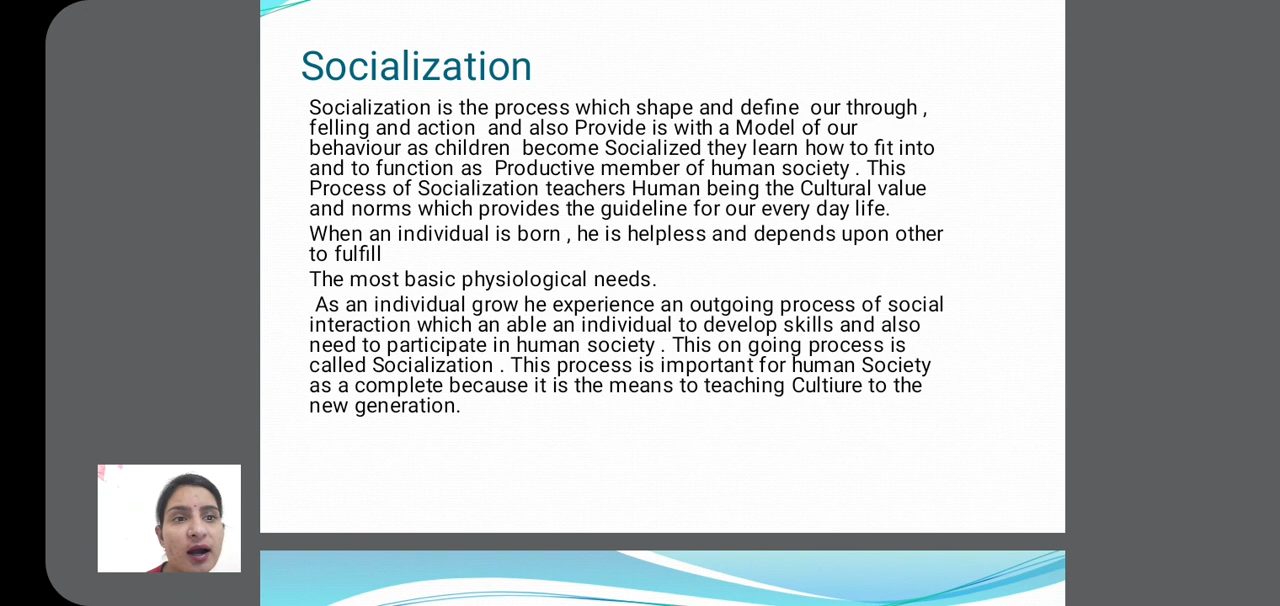 Socialization
Socialization is the process which shape and define our through ,
felling and action and also Provide is with a Model of our
behaviour as children become Socialized they learn how to fit into
and to function as Productive member of human society . This
Process of Socialization teachers Human being the Cultural value
and norms which provides the guideline for our every day life.
When an individual is born , he is helpless and depends upon other
to fulfill
The most basic physiological needs.
As an individual grow he experience an outgoing process of social
interaction which an able an individual to develop skills and also
need to participate in human society . This on going process is
called Socialization . This process is important for human Society
as a complete because it is the means to teaching Cultiure to the
new generation.